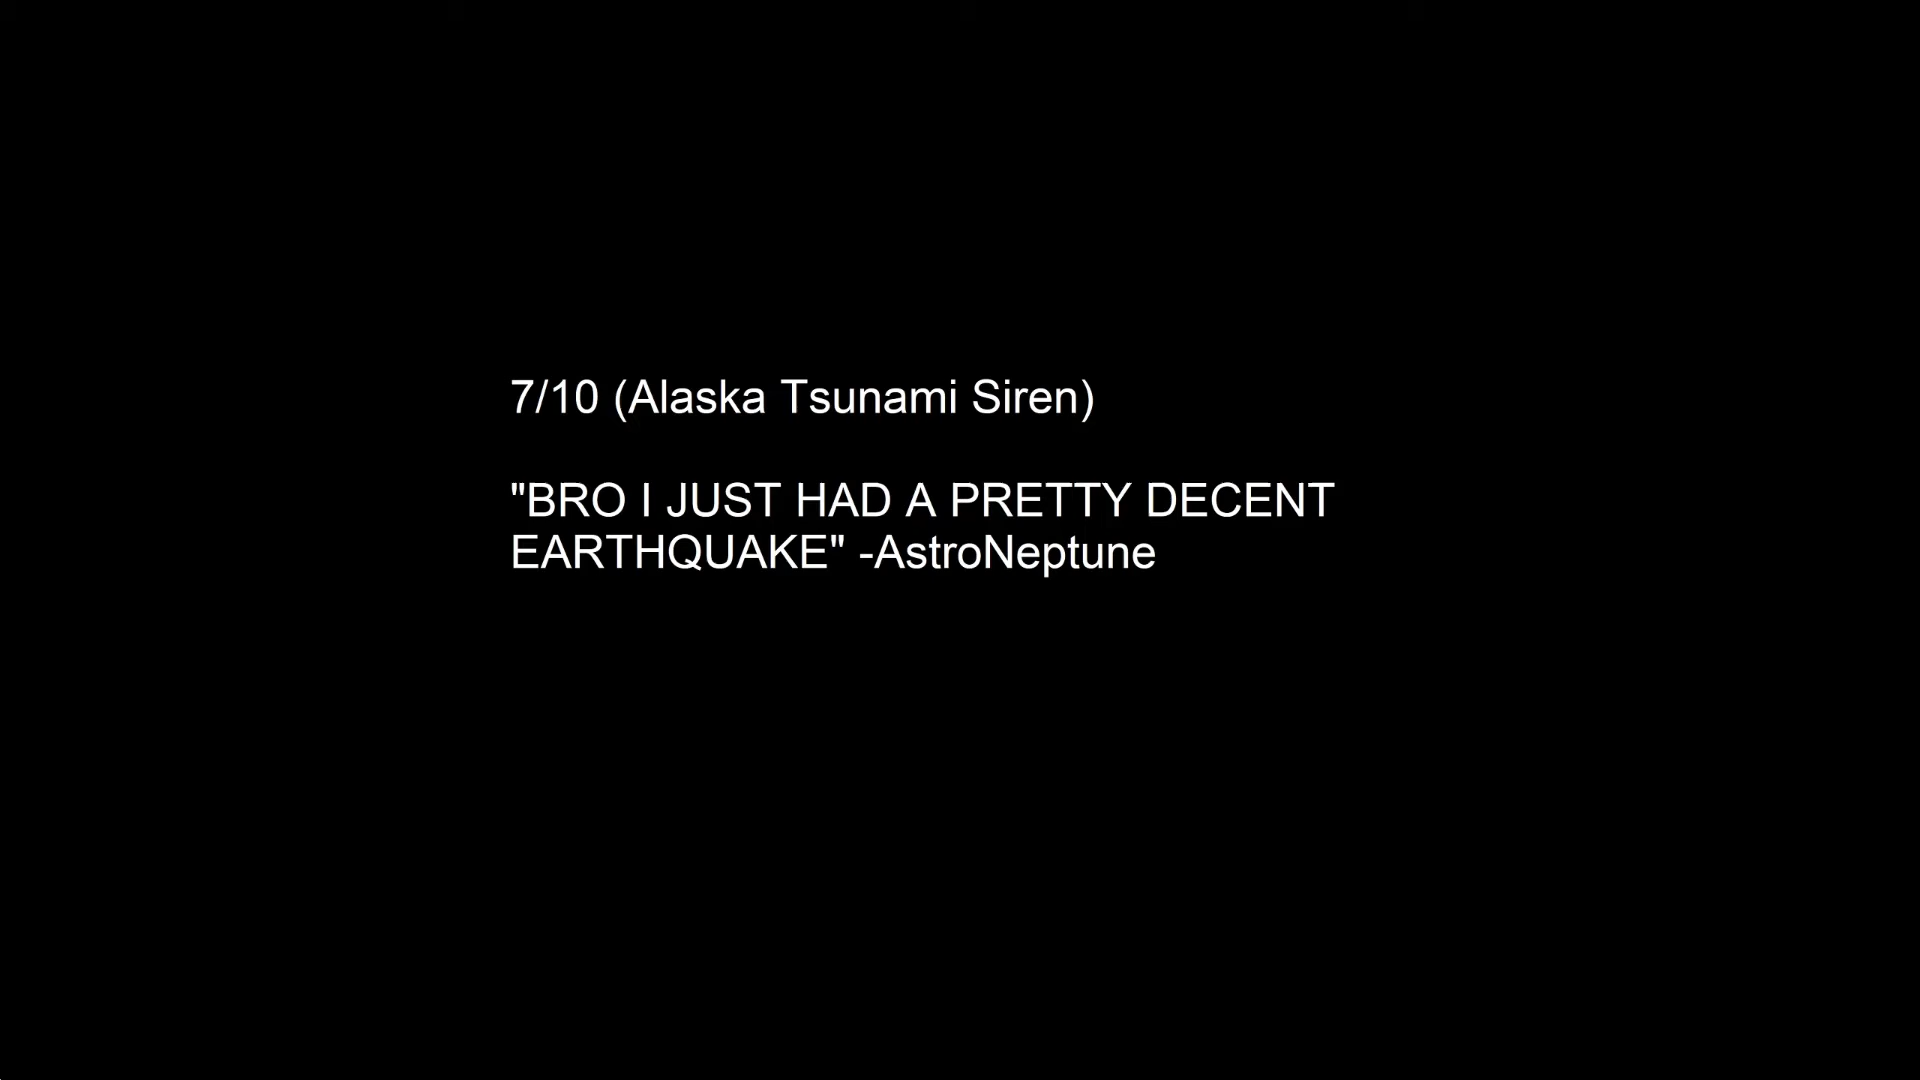 7/10 (Alaska Tsunami Siren)
"BRO I JUST HAD A PRETTY DECENT
EARTHQUAKE" -AstroNeptune